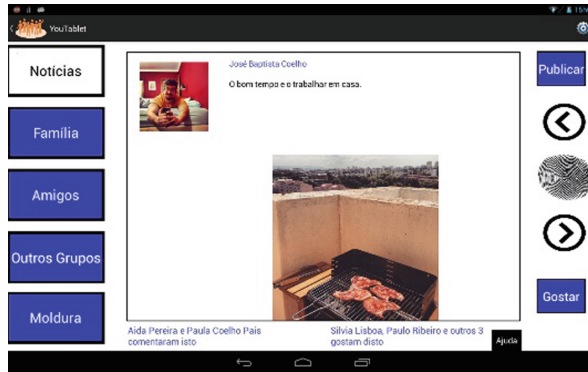 YouTablet
Notícias
Família
Amigos
Outros Grupos
Moldura
José Baptista Coelho
O bom tempo e o trabalhar em casa.
Aida Pereira e Paula Coelho Pais
comentaram isto
Silvia Lisboa, Paulo Ribeiro e outros 3
gostam disto
Ajuda
Publicar
Gostar